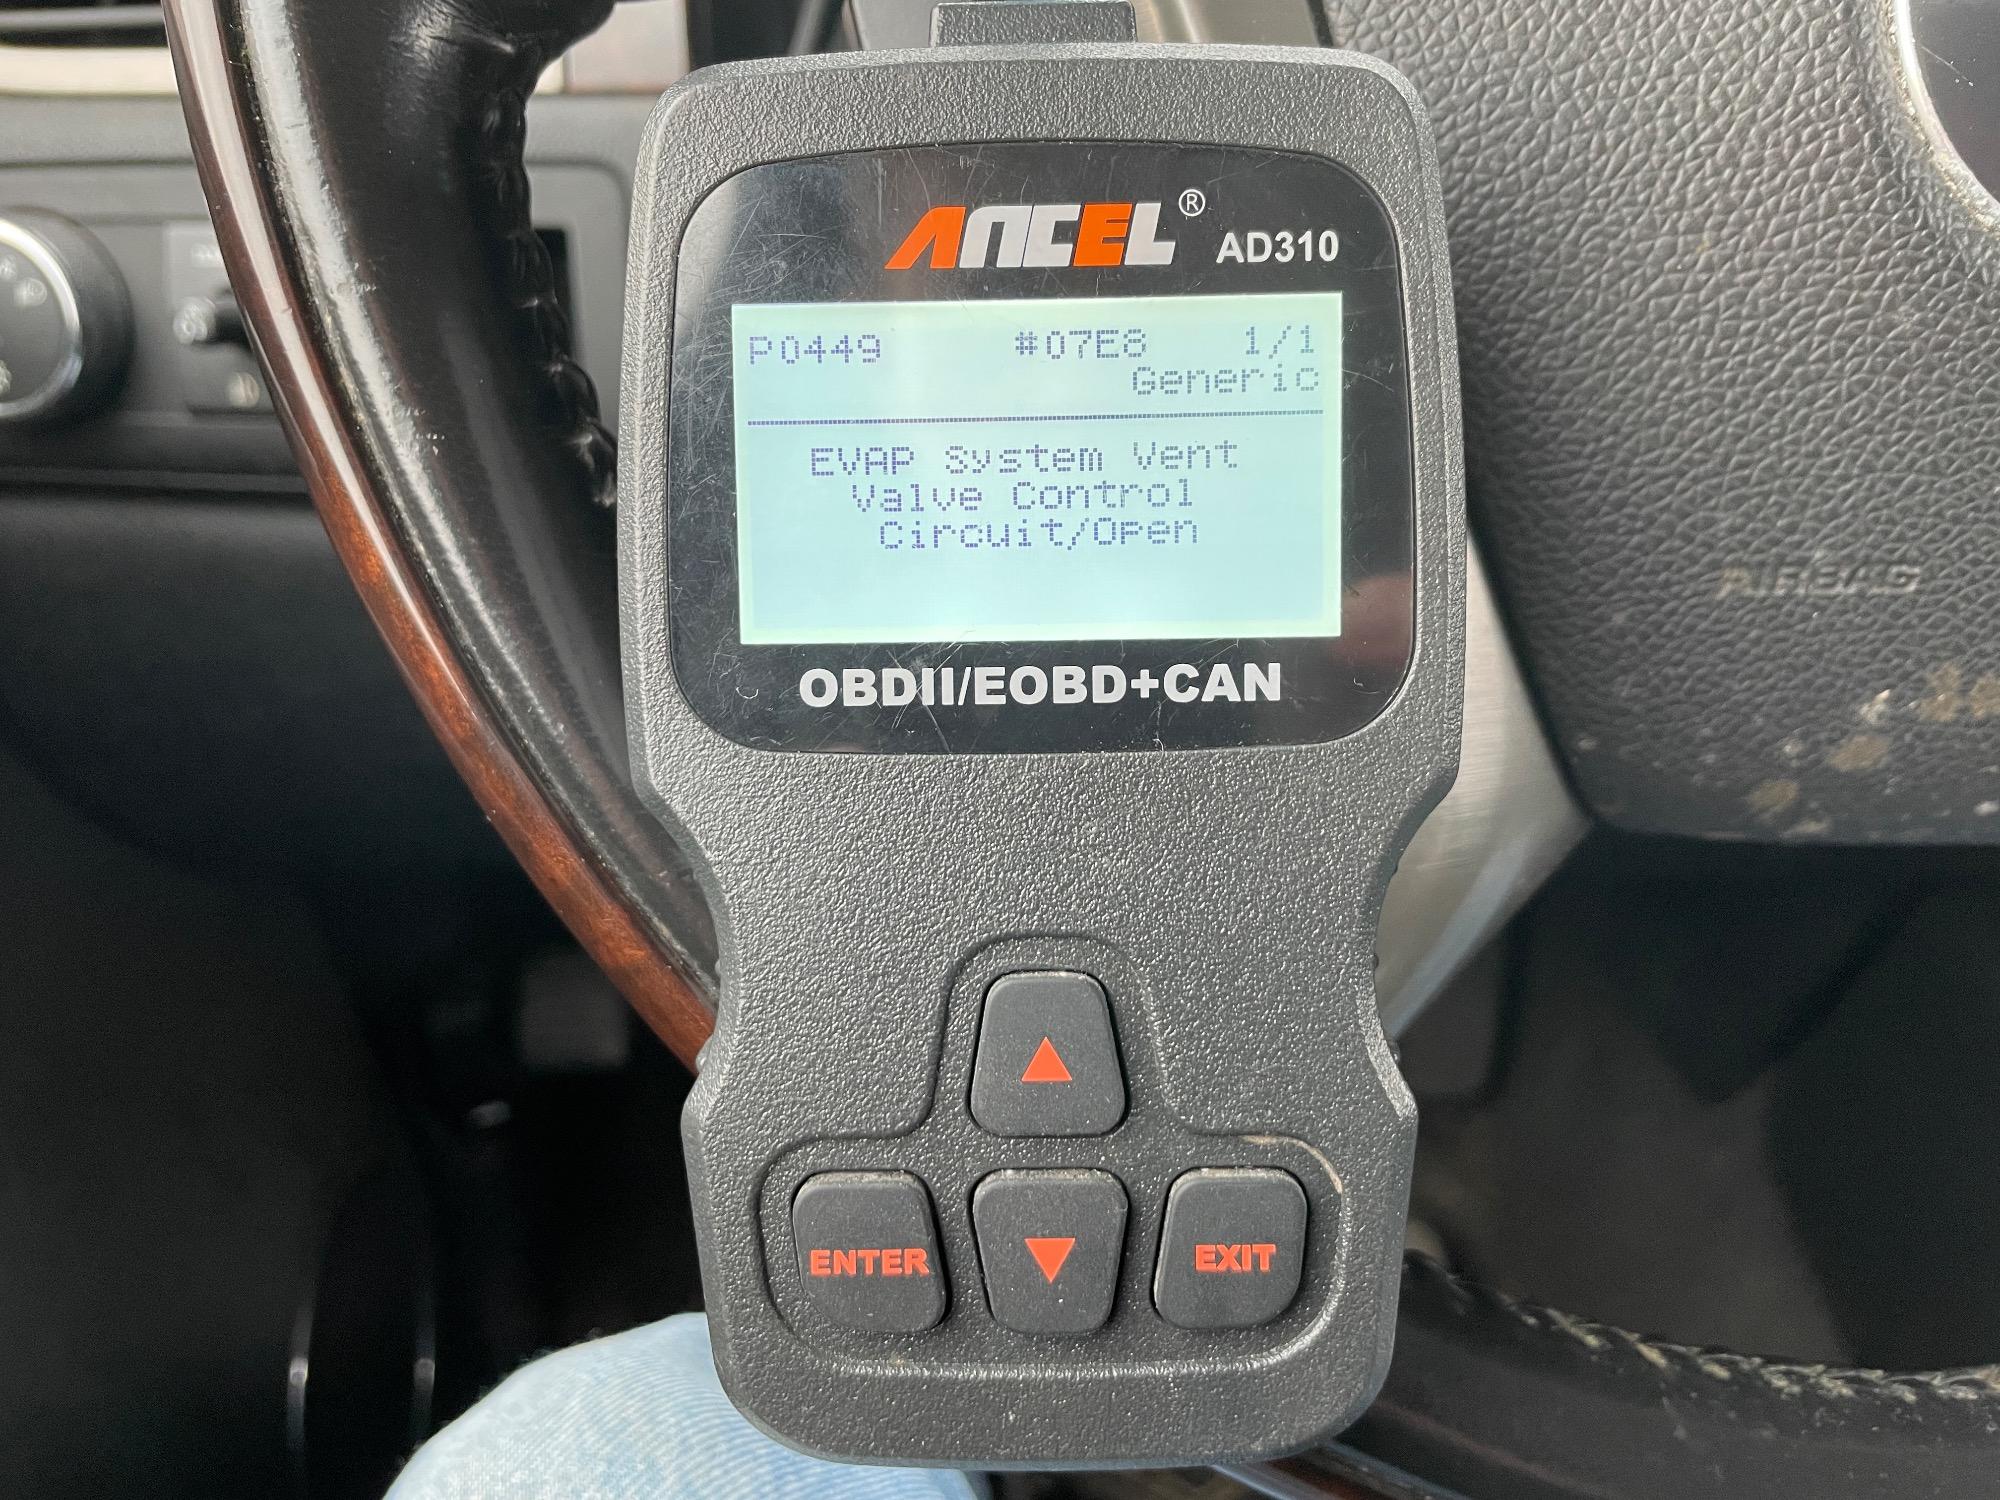 ANCEL® AD310
P0449 #07E8 1/1
Generic
EVAP System Vent
Valve Control
Circuit/Open
OBDII/EOBD+CAN
▲
ENTER ▼ EXIT
AIRBAG